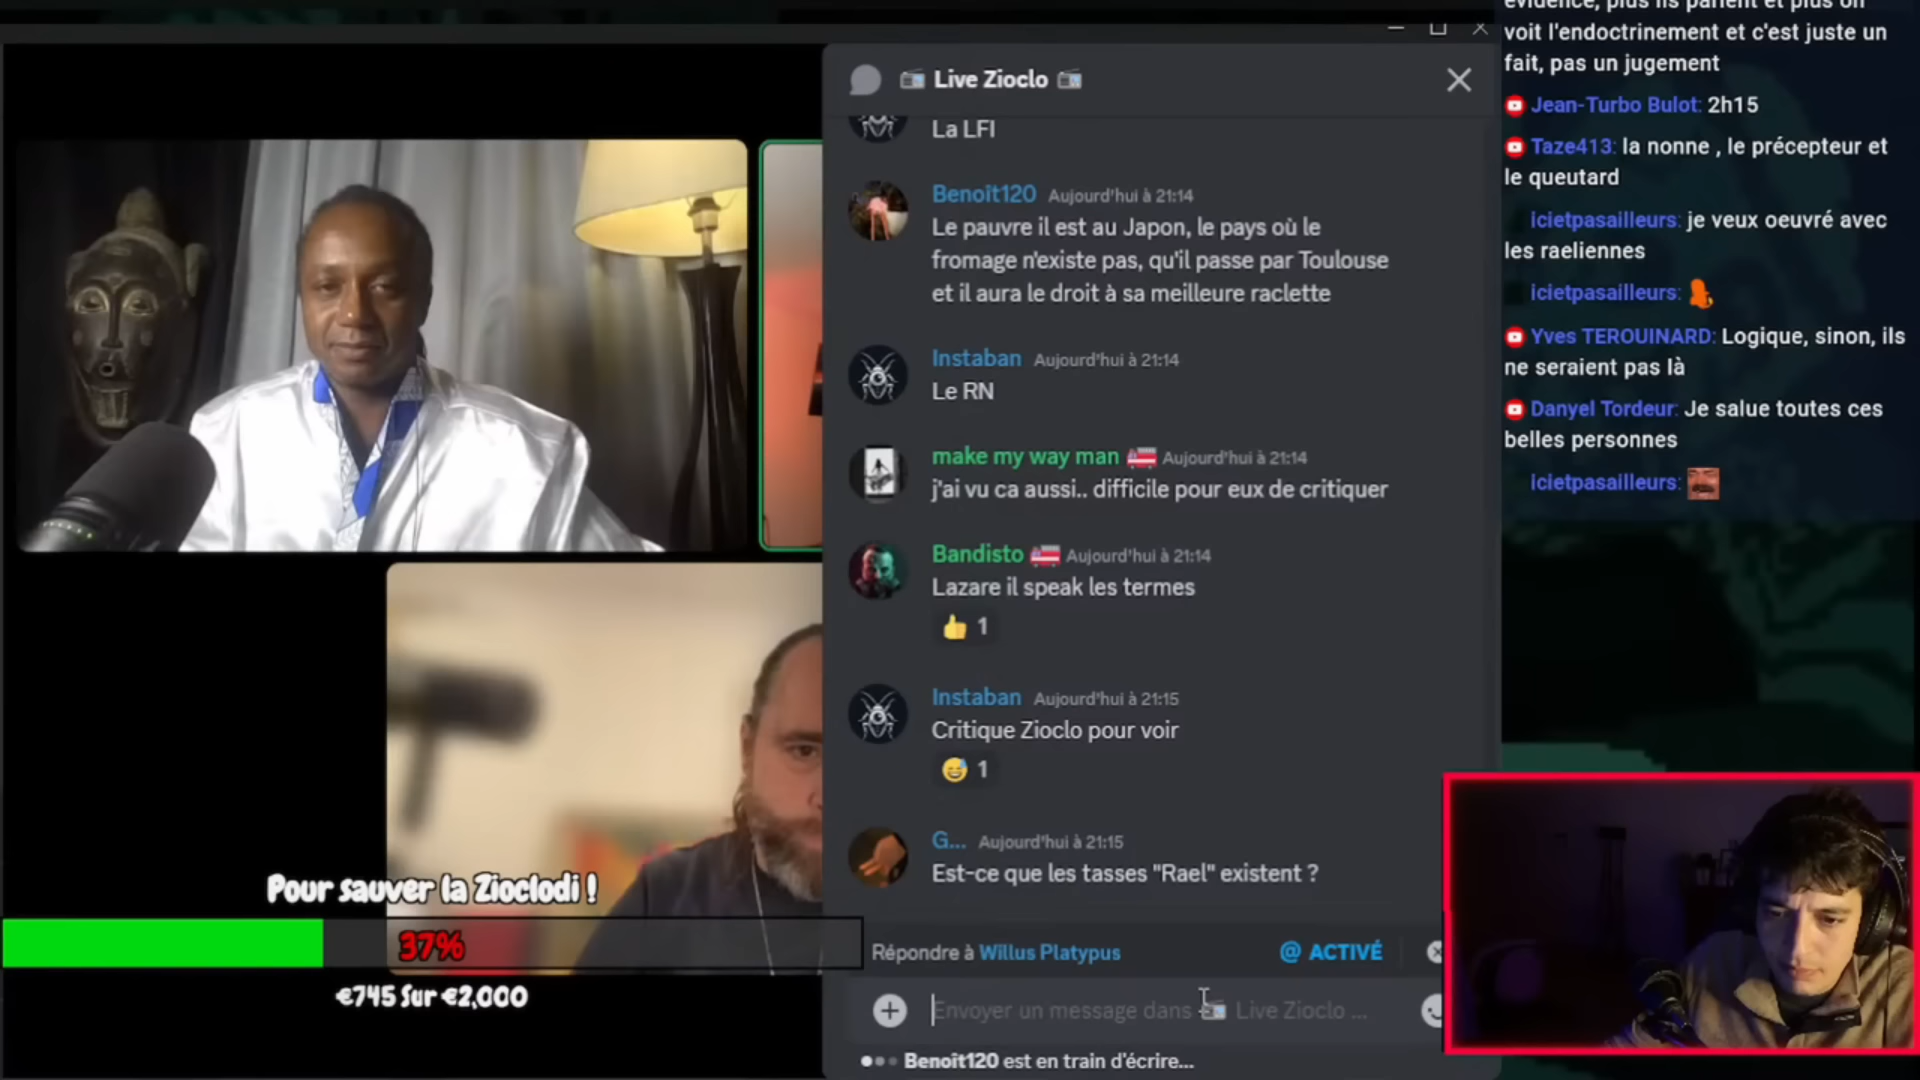 Live Zioclo
La LFI
Benoît120 Aujourd'hui à 21:14
Le pauvre il est au Japon, le pays où le
fromage n'existe pas, qu'il passe par Toulouse
et il aura le droit à sa meilleure raclette
Instaban Aujourd'hui à 21:14
Le RN
make my way man Aujourd'hui à 21:14
j'ai vu ca aussi.. difficile pour eux de critiquer
Bandisto Aujourd'hui à 21:14
Lazare il speak les termes
1
Instaban Aujourd'hui à 21:15
Critique Zioclo pour voir
1
G... Aujourd'hui à 21:15
Est-ce que les tasses "Rael" existent ?
Répondre à Willus Platypus @ ACTIVÉ
Envoyer un message dans Live Zioclo ...
Benoît120 est en train d'écrire...
Pour sauver la Zioclodi !
37%
€745 Sur €2,000
évidence, plus ils parlent et plus on
voit l'endoctrinement et c'est juste un
fait, pas un jugement
Jean-Turbo Bulot: 2h15
Taze413: la nonne , le précepteur et
le queutard
icietpasailleurs: je veux oeuvré avec
les raeliennes
icietpasailleurs:
Yves TEROUINARD: Logique, sinon, ils
ne seraient pas là
Danyel Tordeur: Je salue toutes ces
belles personnes
icietpasailleurs: